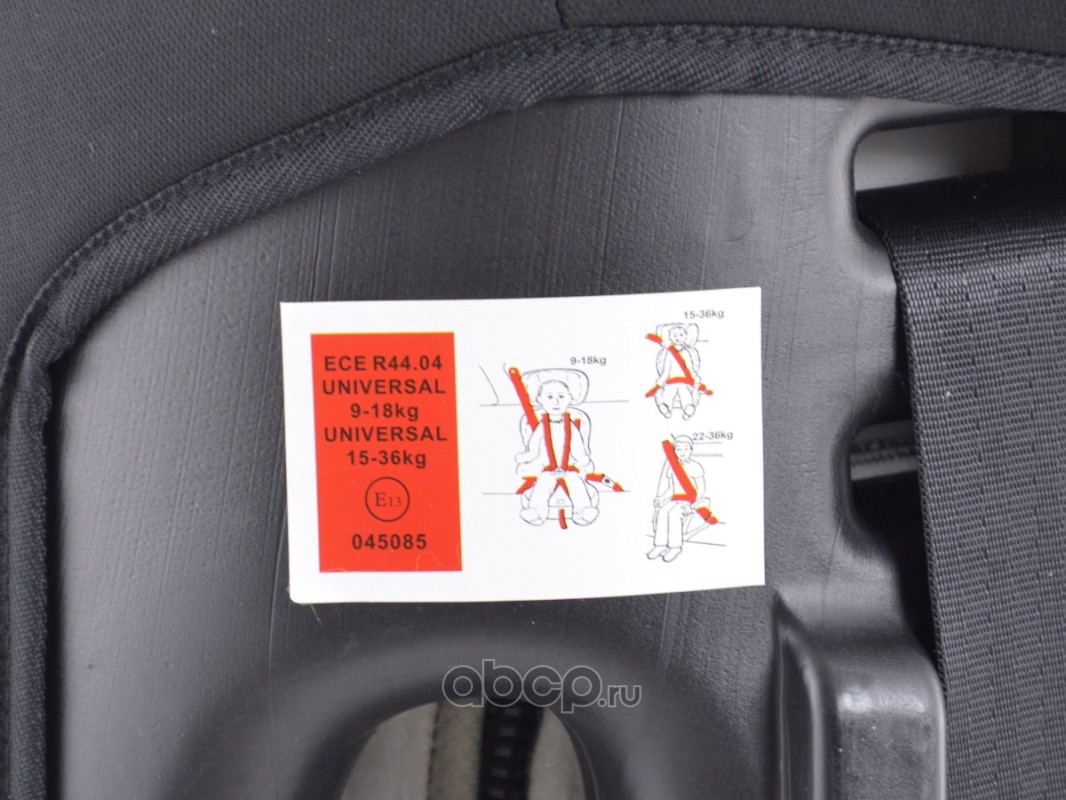 ECE R44.04
UNIVERSAL
9-18kg
UNIVERSAL
15-36kg
E13
045085
9-18kg
15-36kg
22-36kg
abcp.ru